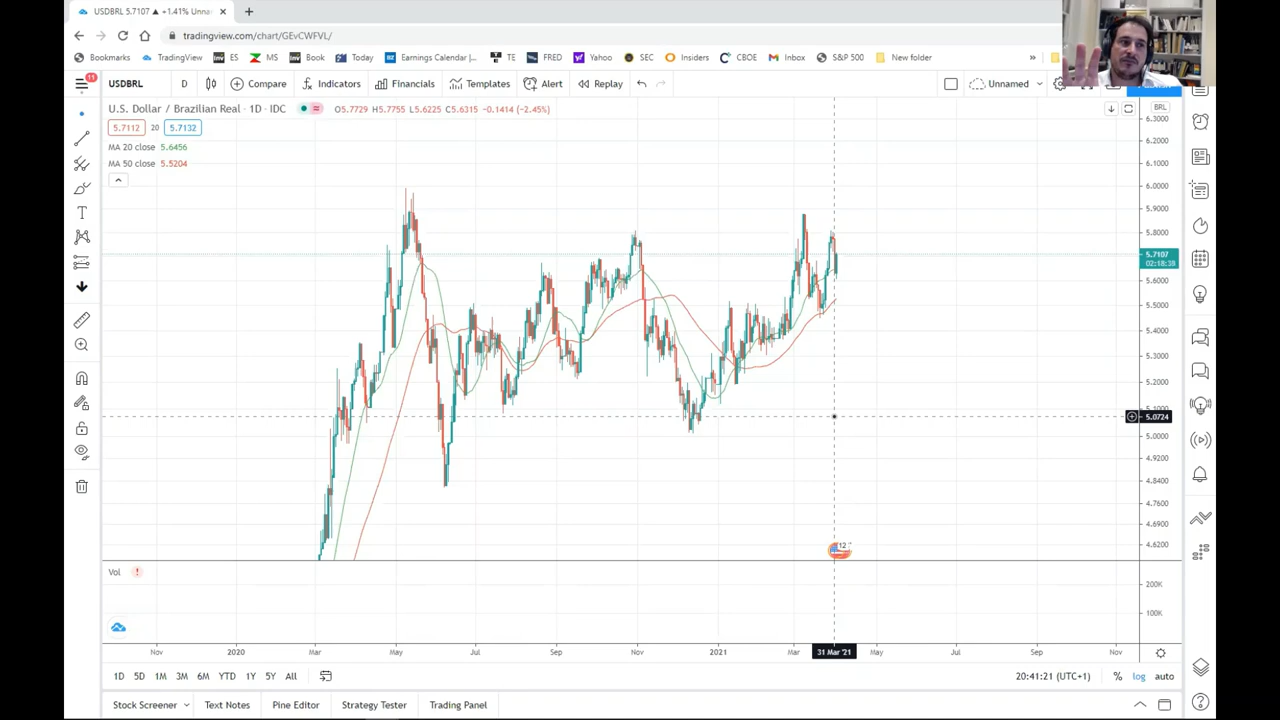 USDBRL 5.7107 ▲ +1.41% Unna
tradingview.com/chart/GEvCWFVL/
Bookmarks TradingView ES MS Book Today Earnings Calendar... TE FRED Yahoo SEC Insiders CBOE Inbox S&P 500 New folder »
11
USDBRL D Compare Indicators Financials Templates Alert Replay Unnamed
U.S. Dollar / Brazilian Real · 1D · IDC O5.7729 H5.7755 L5.6225 C5.6315 -0.1414 (-2.45%)
BRL
5.7112 20 5.7132
MA 20 close 5.6456
MA 50 close 5.5204
6.3000
6.2000
6.1000
6.0000
5.9000
5.8000
5.7107
02:18:39
5.6000
5.5000
5.4000
5.3000
5.2000
5.1000
5.0724
5.0000
4.9200
4.8400
4.7600
4.6900
4.6200
12
Vol !
200K
100K
Nov 2020 Mar May Jul Sep Nov 2021 Mar 31 Mar '21 May Jul Sep Nov
1D 5D 1M 3M 6M YTD 1Y 5Y All 20:41:21 (UTC+1) % log auto
Stock Screener Text Notes Pine Editor Strategy Tester Trading Panel